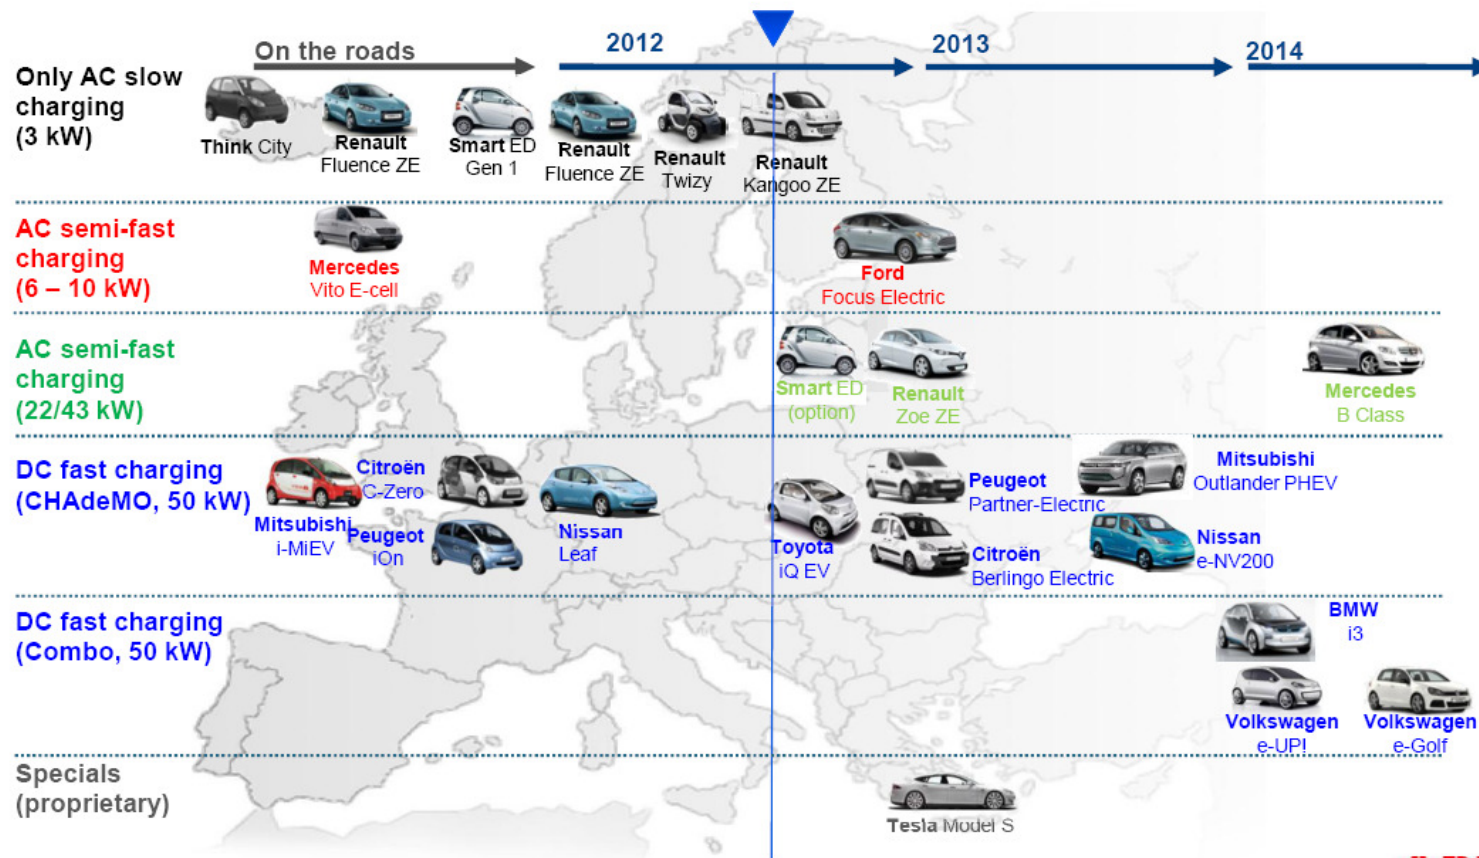 On the roads
2012
2013
2014
Only AC slow
charging
(3 kW)
Think City
Renault
Fluence ZE
Smart ED
Gen 1
Renault
Fluence ZE
Renault
Twizy
Renault
Kangoo ZE
AC semi-fast
charging
(6 – 10 kW)
Mercedes
Vito E-cell
Ford
Focus Electric
AC semi-fast
charging
(22/43 kW)
Smart ED
(option)
Renault
Zoe ZE
Mercedes
B Class
DC fast charging
(CHAdeMO, 50 kW)
Mitsubishi
i-MiEV
Citroën
C-Zero
Peugeot
iOn
Nissan
Leaf
Toyota
iQ EV
Peugeot
Partner-Electric
Citroën
Berlingo Electric
Mitsubishi
Outlander PHEV
Nissan
e-NV200
DC fast charging
(Combo, 50 kW)
BMW
i3
Volkswagen
e-UP!
Volkswagen
e-Golf
Specials
(proprietary)
Tesla Model S